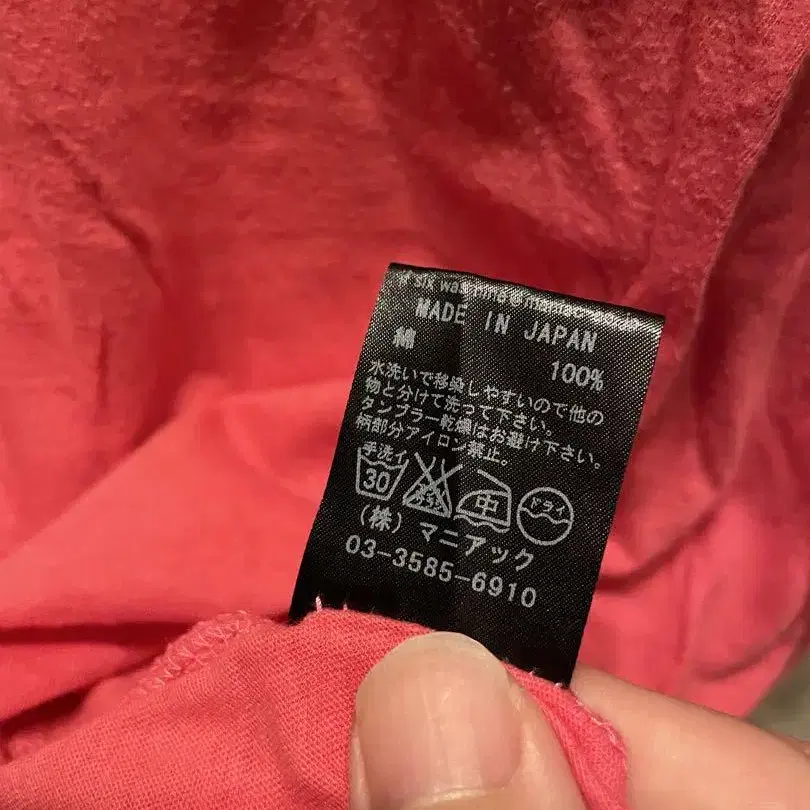 MADE IN JAPAN
綿 100%
水洗いで移染しやすいので他の
物と分けて洗って下さい。
タンブラー乾燥はお避け下さい。
柄部分アイロン禁止。
手洗イ
30 中 ドライ
(株) マニアック
03-3585-6910